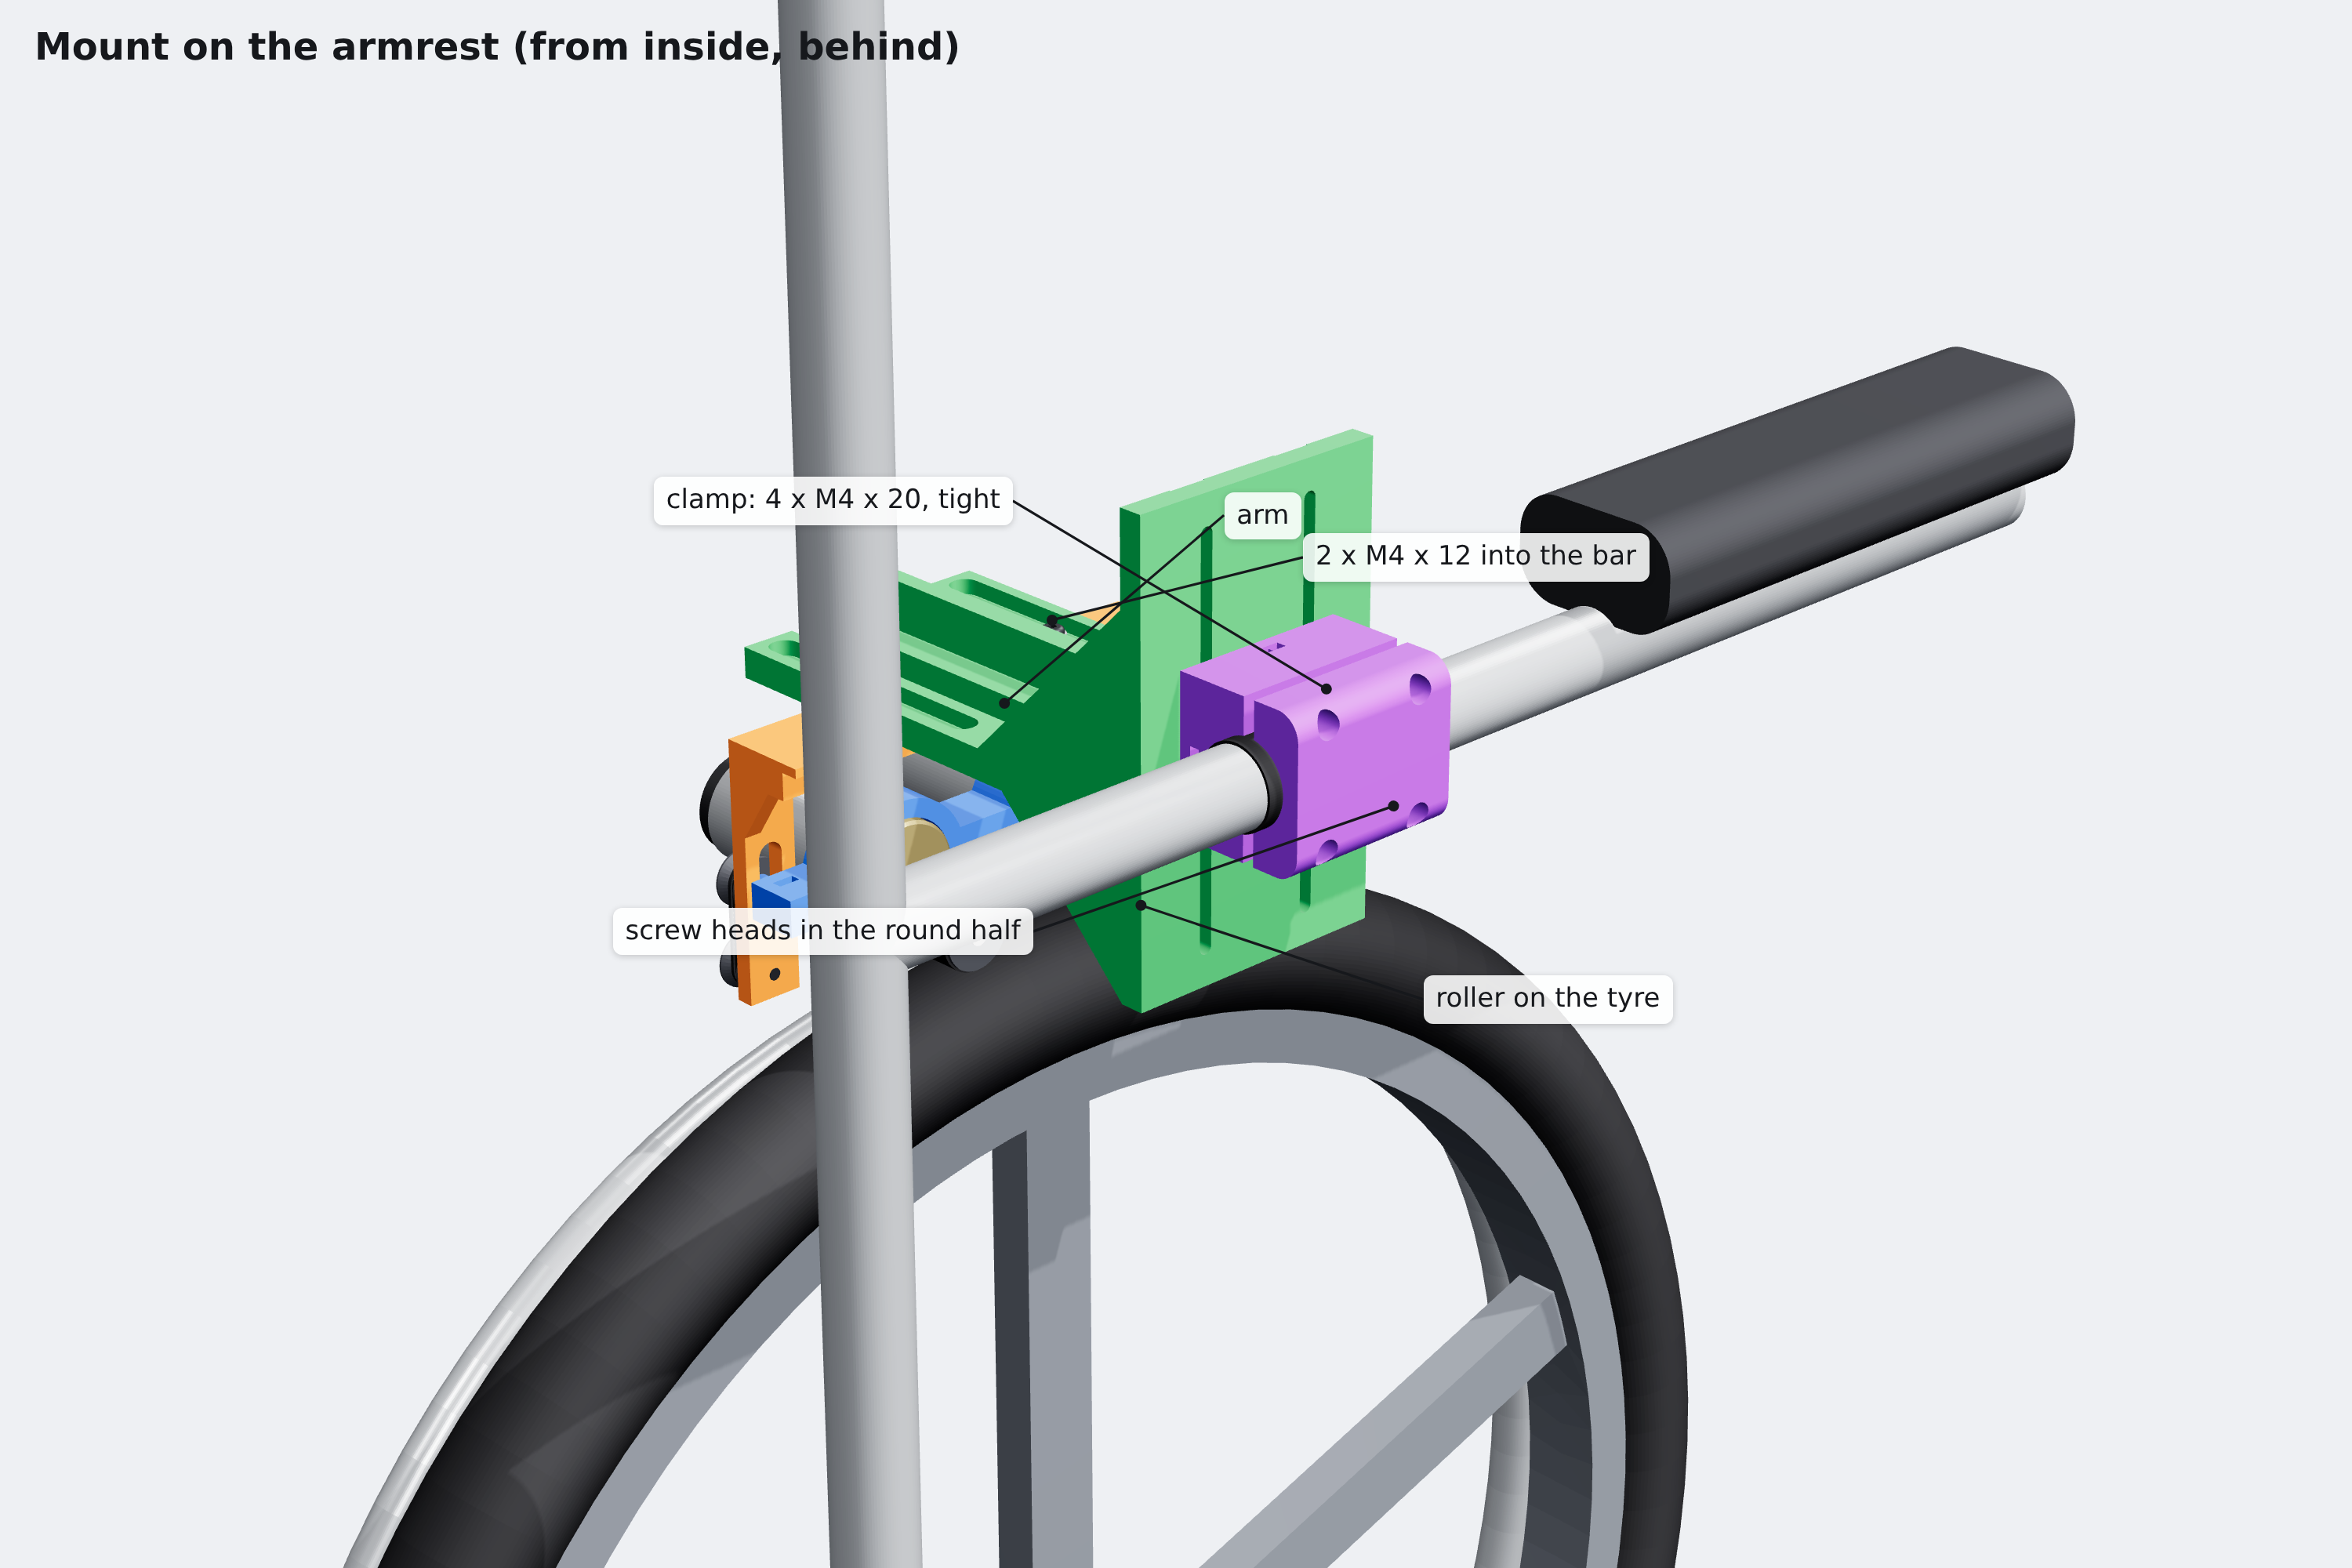 Mount on the armrest (from inside, behind)
clamp: 4 x M4 x 20, tight
arm
2 x M4 x 12 into the bar
screw heads in the round half
roller on the tyre